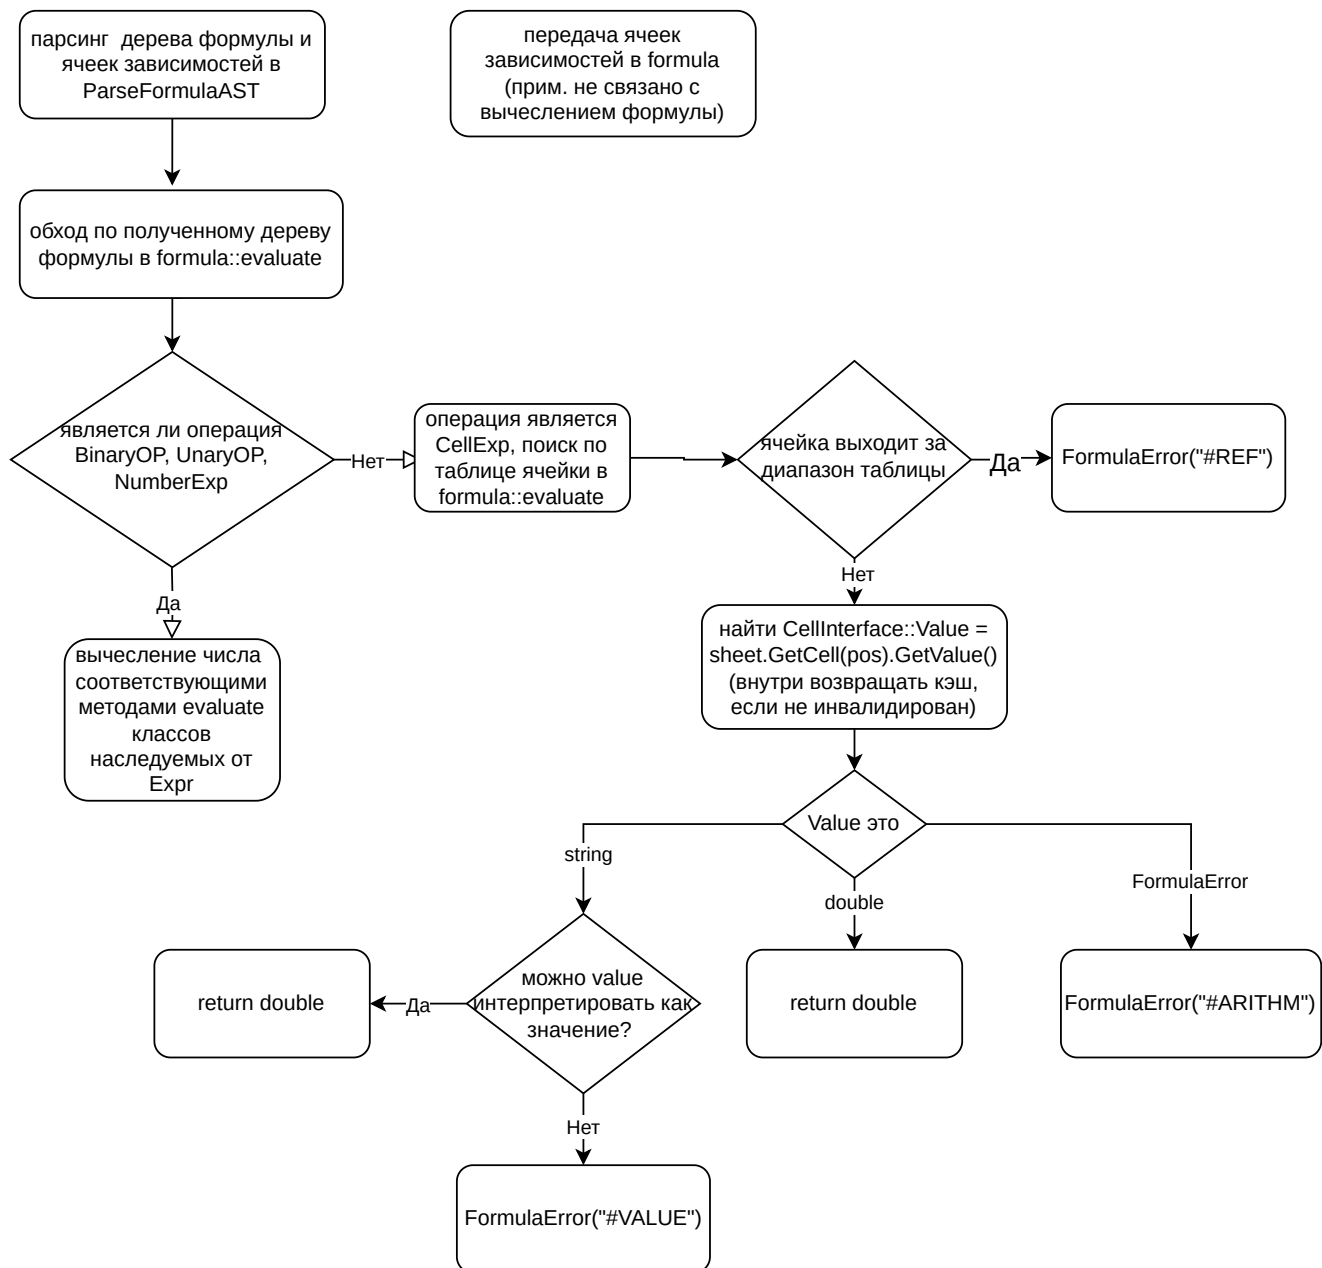 парсинг дерева формулы и
ячеек зависимостей в
ParseFormulaAST
передача ячеек
зависимостей в formula
(прим. не связано с
вычеслением формулы)
обход по полученному дереву
формулы в formula::evaluate
является ли операция
BinaryOP, UnaryOP,
NumberExp
Нет
операция является
CellExp, поиск по
таблице ячейки в
formula::evaluate
ячейка выходит за
диапазон таблицы
Да
FormulaError("#REF")
Да
вычесление числа
соответствующими
методами evaluate
классов
наследуемых от
Expr
Нет
найти CellInterface::Value =
sheet.GetCell(pos).GetValue()
(внутри возвращать кэш,
если не инвалидирован)
Value это
string
double
FormulaError
можно value
интерпретировать как
значение?
Да
return double
return double
FormulaError("#ARITHM")
Нет
FormulaError("#VALUE")